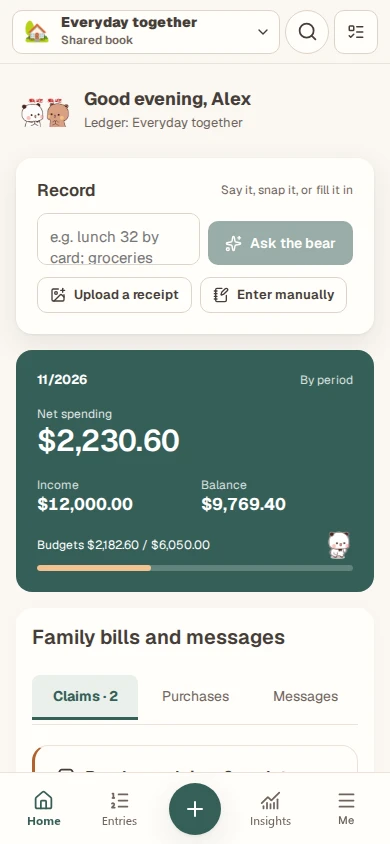 Everyday together
Shared book
Good evening, Alex
Ledger: Everyday together
Record
Say it, snap it, or fill it in
e.g. lunch 32 by
card; groceries
Ask the bear
Upload a receipt
Enter manually
11/2026
By period
Net spending
$2,230.60
Income
Balance
$12,000.00
$9,769.40
Budgets $2,182.60 / $6,050.00
Family bills and messages
Claims · 2
Purchases
Messages
Home
Entries
Insights
Me